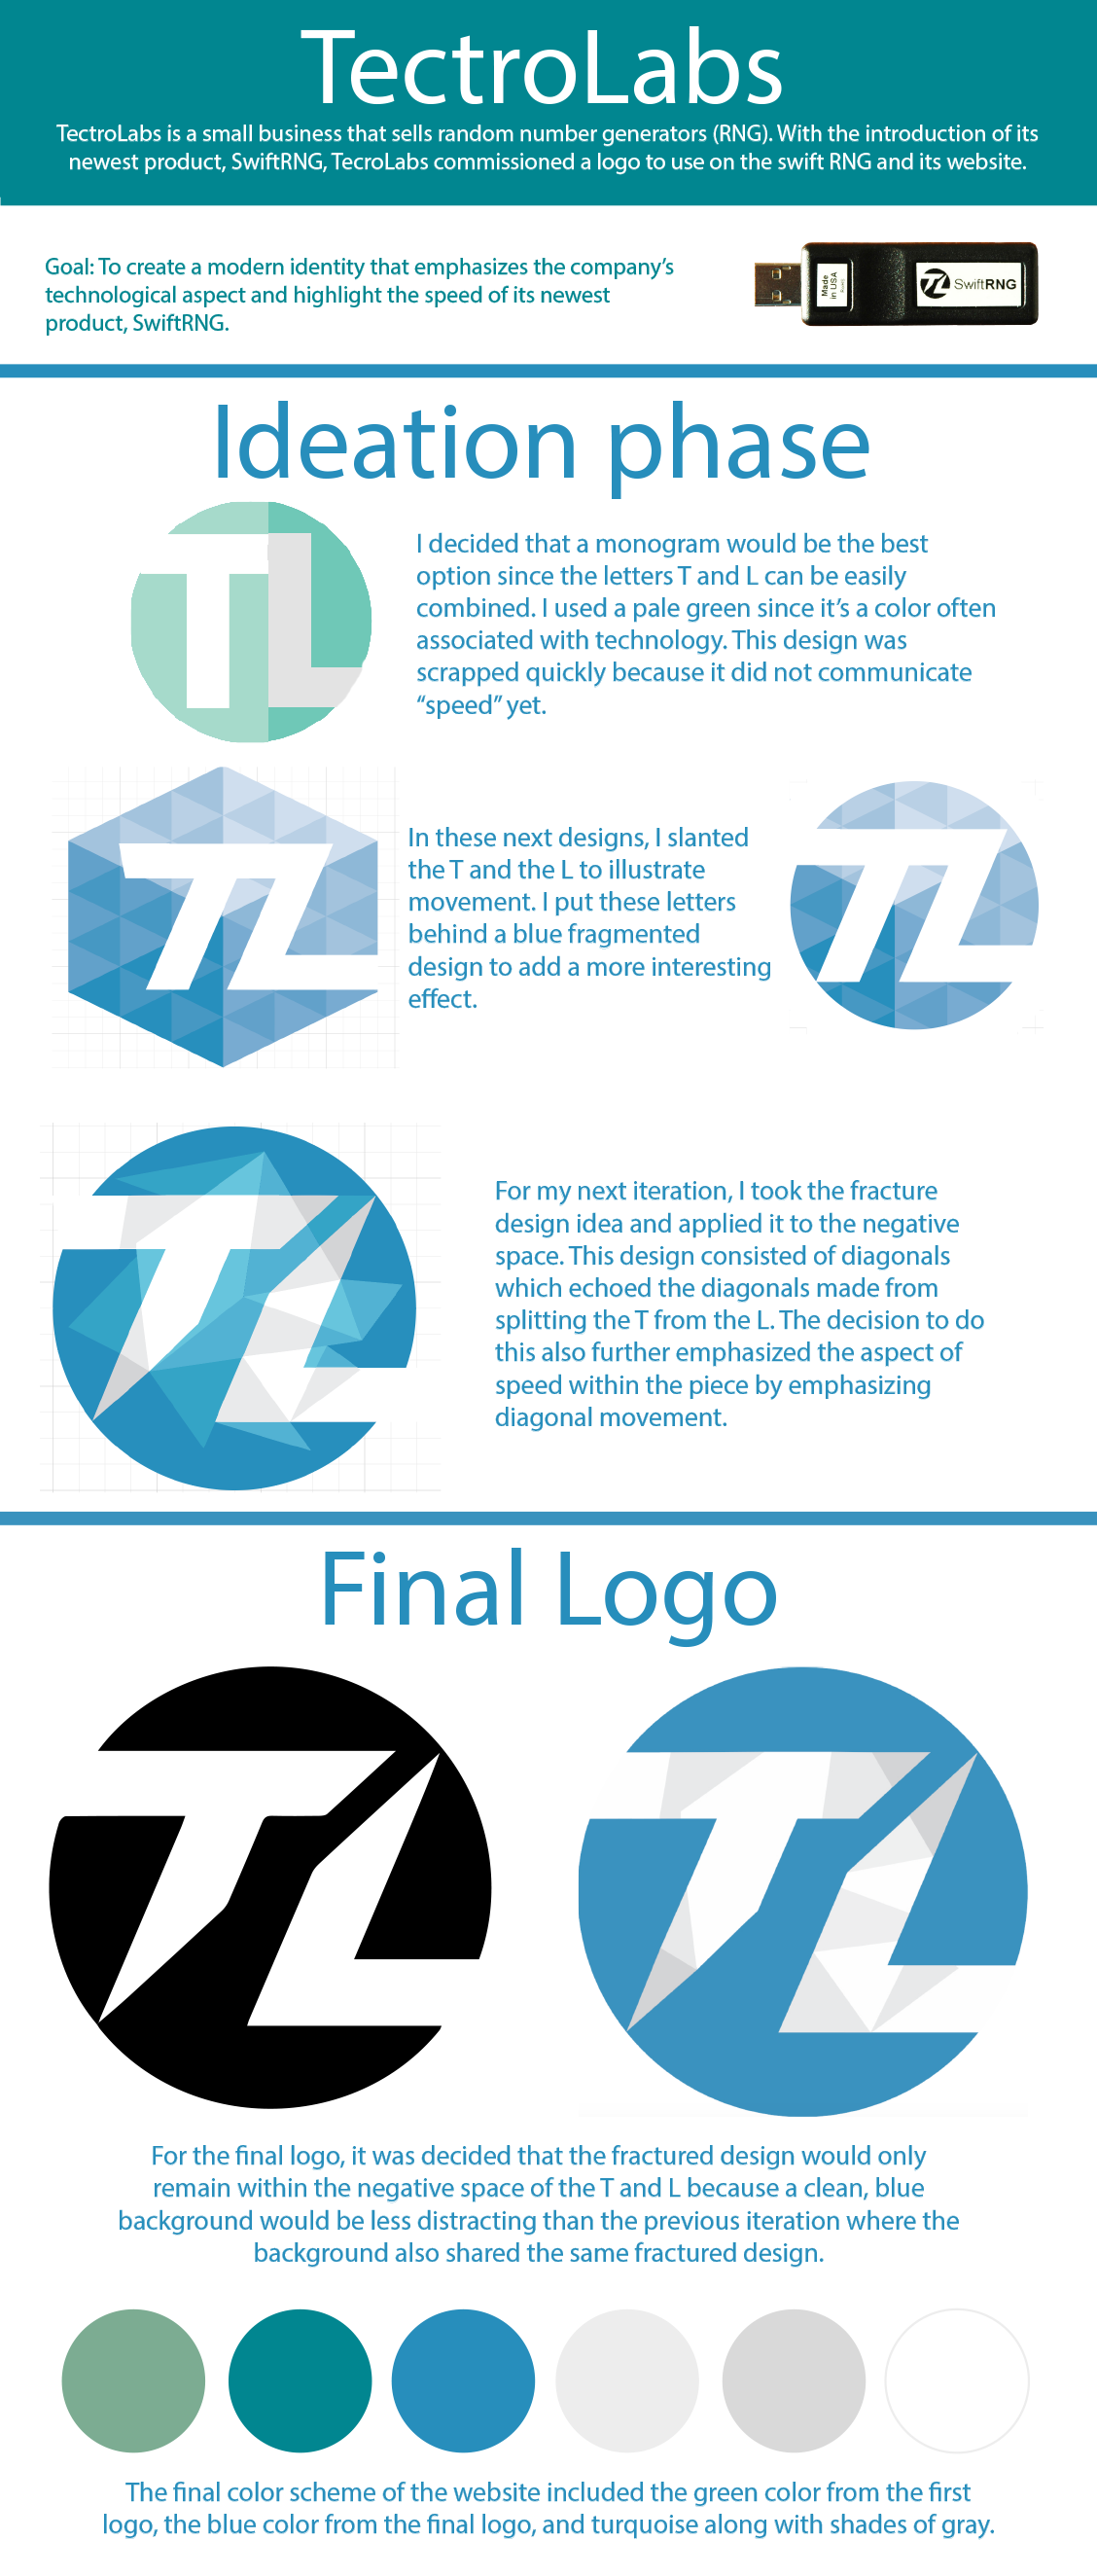 TectroLabs
TectroLabs is a small business that sells random number generators (RNG). With the introduction of its
newest product, SwiftRNG, TecroLabs commissioned a logo to use on the swift RNG and its website.
Goal: To create a modern identity that emphasizes the company's
technological aspect and highlight the speed of its newest
product, SwiftRNG.
Made
in USA
TL SwiftRNG
Ideation phase
TL
I decided that a monogram would be the best
option since the letters T and L can be easily
combined. I used a pale green since it's a color often
associated with technology. This design was
scrapped quickly because it did not communicate
“speed” yet.
TL
In these next designs, I slanted
the T and the L to illustrate
movement. I put these letters
behind a blue fragmented
design to add a more interesting
effect.
TL
TL
For my next iteration, I took the fracture
design idea and applied it to the negative
space. This design consisted of diagonals
which echoed the diagonals made from
splitting the T from the L. The decision to do
this also further emphasized the aspect of
speed within the piece by emphasizing
diagonal movement.
Final Logo
TL
TL
For the final logo, it was decided that the fractured design would only
remain within the negative space of the T and L because a clean, blue
background would be less distracting than the previous iteration where the
background also shared the same fractured design.
The final color scheme of the website included the green color from the first
logo, the blue color from the final logo, and turquoise along with shades of gray.